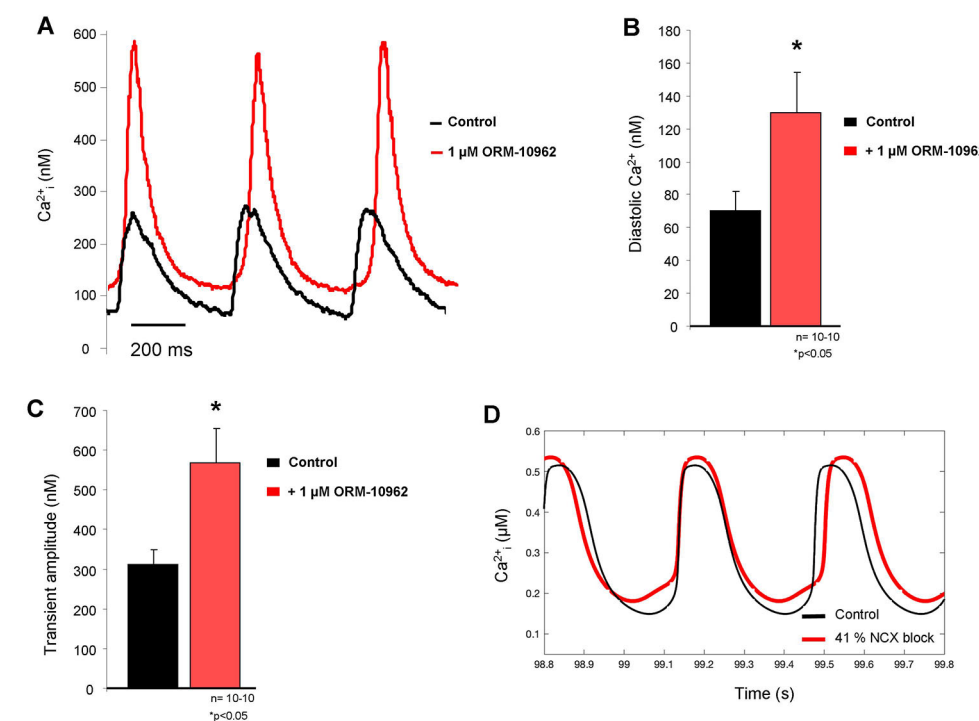 A
600
500
400
300
200
100
0
Ca²⁺ᵢ (nM)
200 ms
Control
1 µM ORM-10962
B
180
160
140
120
100
80
60
40
20
0
Diastolic Ca²⁺ (nM)
*
Control
+ 1 µM ORM-1096
n= 10-10
*p<0.05
C
700
600
500
400
300
200
100
0
Transient amplitude (nM)
*
Control
+ 1 µM ORM-10962
n= 10-10
*p<0.05
D
0.6
0.5
0.4
0.3
0.2
0.1
Ca²⁺ᵢ (µM)
Control
41 % NCX block
98.8 98.9 99 99.1 99.2 99.3 99.4 99.5 99.6 99.7 99.8
Time (s)